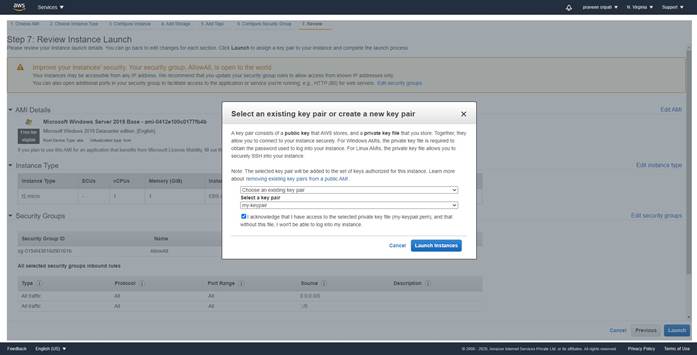 aws
Services
praveen sripati
N. Virginia
Support
1. Choose AMI 2. Choose Instance Type 3. Configure Instance 4. Add Storage 5. Add Tags 6. Configure Security Group 7. Review
Step 7: Review Instance Launch
Please review your instance launch details. You can go back to edit changes for each section. Click Launch to assign a key pair to your instance and complete the launch process.
Improve your instances' security. Your security group, AllowAll, is open to the world.
Your instances may be accessible from any IP address. We recommend that you update your security group rules to allow access from known IP addresses only.
You can also open additional ports in your security group to facilitate access to the application or service you're running, e.g., HTTP (80) for web servers. Edit security groups
AMI Details
Edit AMI
Microsoft Windows Server 2019 Base -
Free tier
eligible
Microsoft Windows 2019 Datacenter edition. [English]
Root Device Type: ebs Virtualization type: hvm
If you plan to use this AMI for an application that benefits from Microsoft License Mobility, fill out the
Instance Type
Edit instance type
Instance Type ECUs vCPUs Memory (GiB)
t2.micro - 1 1
Security Groups
Edit security groups
Security Group ID Name
AllowAll
All selected security groups inbound rules
Type Protocol Port Range Source Description
All traffic All All 0.0.0.0/0
All traffic All All ::/0
Select an existing key pair or create a new key pair
A key pair consists of a public key that AWS stores, and a private key file that you store. Together, they
allow you to connect to your instance securely. For Windows AMIs, the private key file is required to
obtain the password used to log into your instance. For Linux AMIs, the private key file allows you to
securely SSH into your instance.
Note: The selected key pair will be added to the set of keys authorized for this instance. Learn more
about removing existing key pairs from a public AMI.
Choose an existing key pair
Select a key pair
my-keypair
I acknowledge that I have access to the selected private key file (my-keypair.pem), and that
without this file, I won't be able to log into my instance.
Cancel Launch Instances
Cancel Previous Launch
Feedback English (US) © 2008 - 2020, Amazon Internet Services Private Ltd. or its affiliates. All rights reserved. Privacy Policy Terms of Use